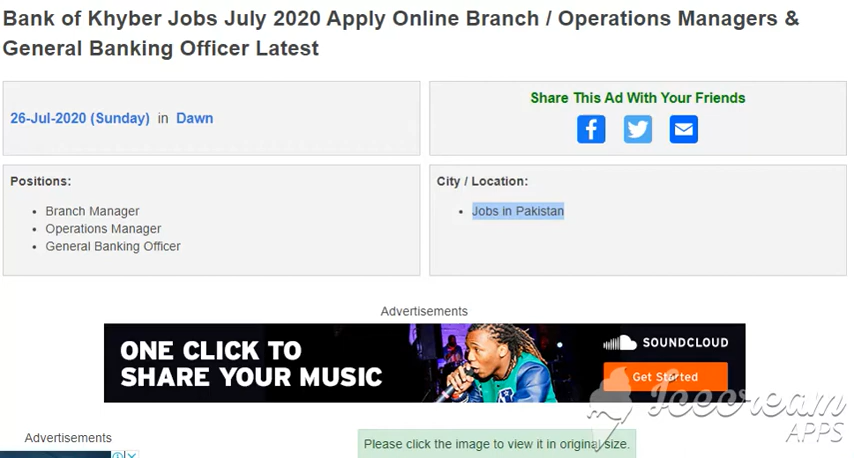 Bank of Khyber Jobs July 2020 Apply Online Branch / Operations Managers &
General Banking Officer Latest
26-Jul-2020 (Sunday) in Dawn
Share This Ad With Your Friends
Positions:
Branch Manager
Operations Manager
General Banking Officer
City / Location:
Jobs in Pakistan
Advertisements
ONE CLICK TO
SHARE YOUR MUSIC
SOUNDCLOUD
Get Started
Icecream
APPS
Advertisements
Please click the image to view it in original size.